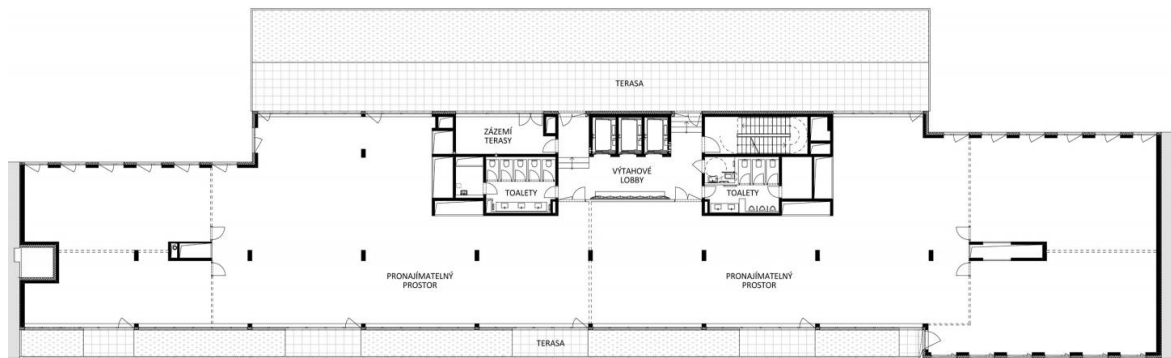 TERASA
ZÁZEMÍ
TERASY
VÝTAHOVÉ
LOBBY
TOALETY
TOALETY
PRONAJÍMATELNÝ
PROSTOR
PRONAJÍMATELNÝ
PROSTOR
TERASA